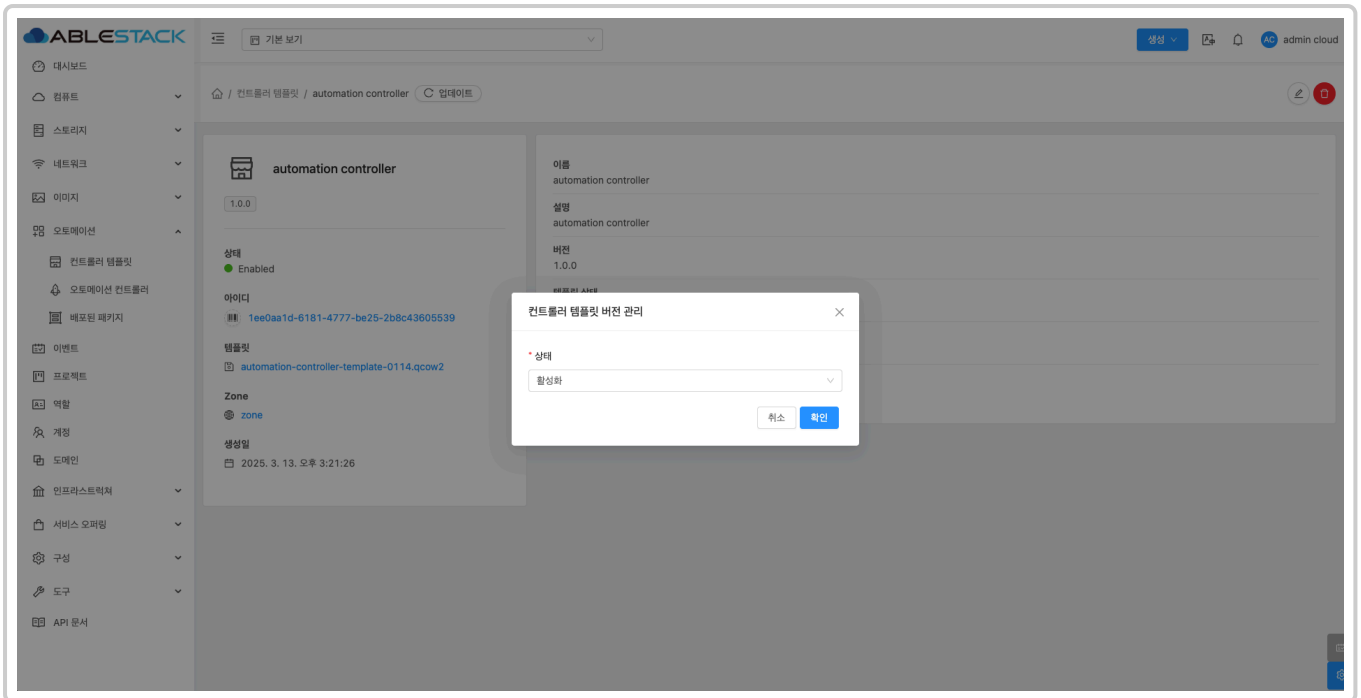 ABLESTACK
기본 보기
생성
AC
admin cloud
대시보드
컴퓨트
스토리지
네트워크
이미지
오토메이션
컨트롤러 템플릿
오토메이션 컨트롤러
배포된 패키지
이벤트
프로젝트
역할
계정
도메인
인프라스트럭쳐
서비스 오퍼링
구성
도구
API 문서
/ 컨트롤러 템플릿 / automation controller
업데이트
automation controller
1.0.0
상태
Enabled
아이디
1ee0aa1d-6181-4777-be25-2b8c43605539
템플릿
automation-controller-template-0114.qcow2
Zone
zone
생성일
2025. 3. 13. 오후 3:21:26
이름
automation controller
설명
automation controller
버전
1.0.0
템플릿 상태
컨트롤러 템플릿 버전 관리
* 상태
활성화
취소
확인